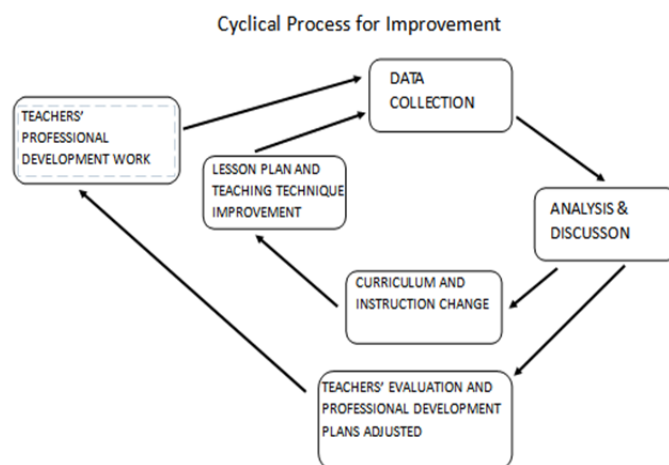 Cyclical Process for Improvement
DATA
COLLECTION
TEACHERS’
PROFESSIONAL
DEVELOPMENT WORK
LESSON PLAN AND
TEACHING TECHNIQUE
IMPROVEMENT
ANALYSIS &
DISCUSSON
CURRICULUM AND
INSTRUCTION CHANGE
TEACHERS’ EVALUATION AND
PROFESSIONAL DEVELOPMENT
PLANS ADJUSTED